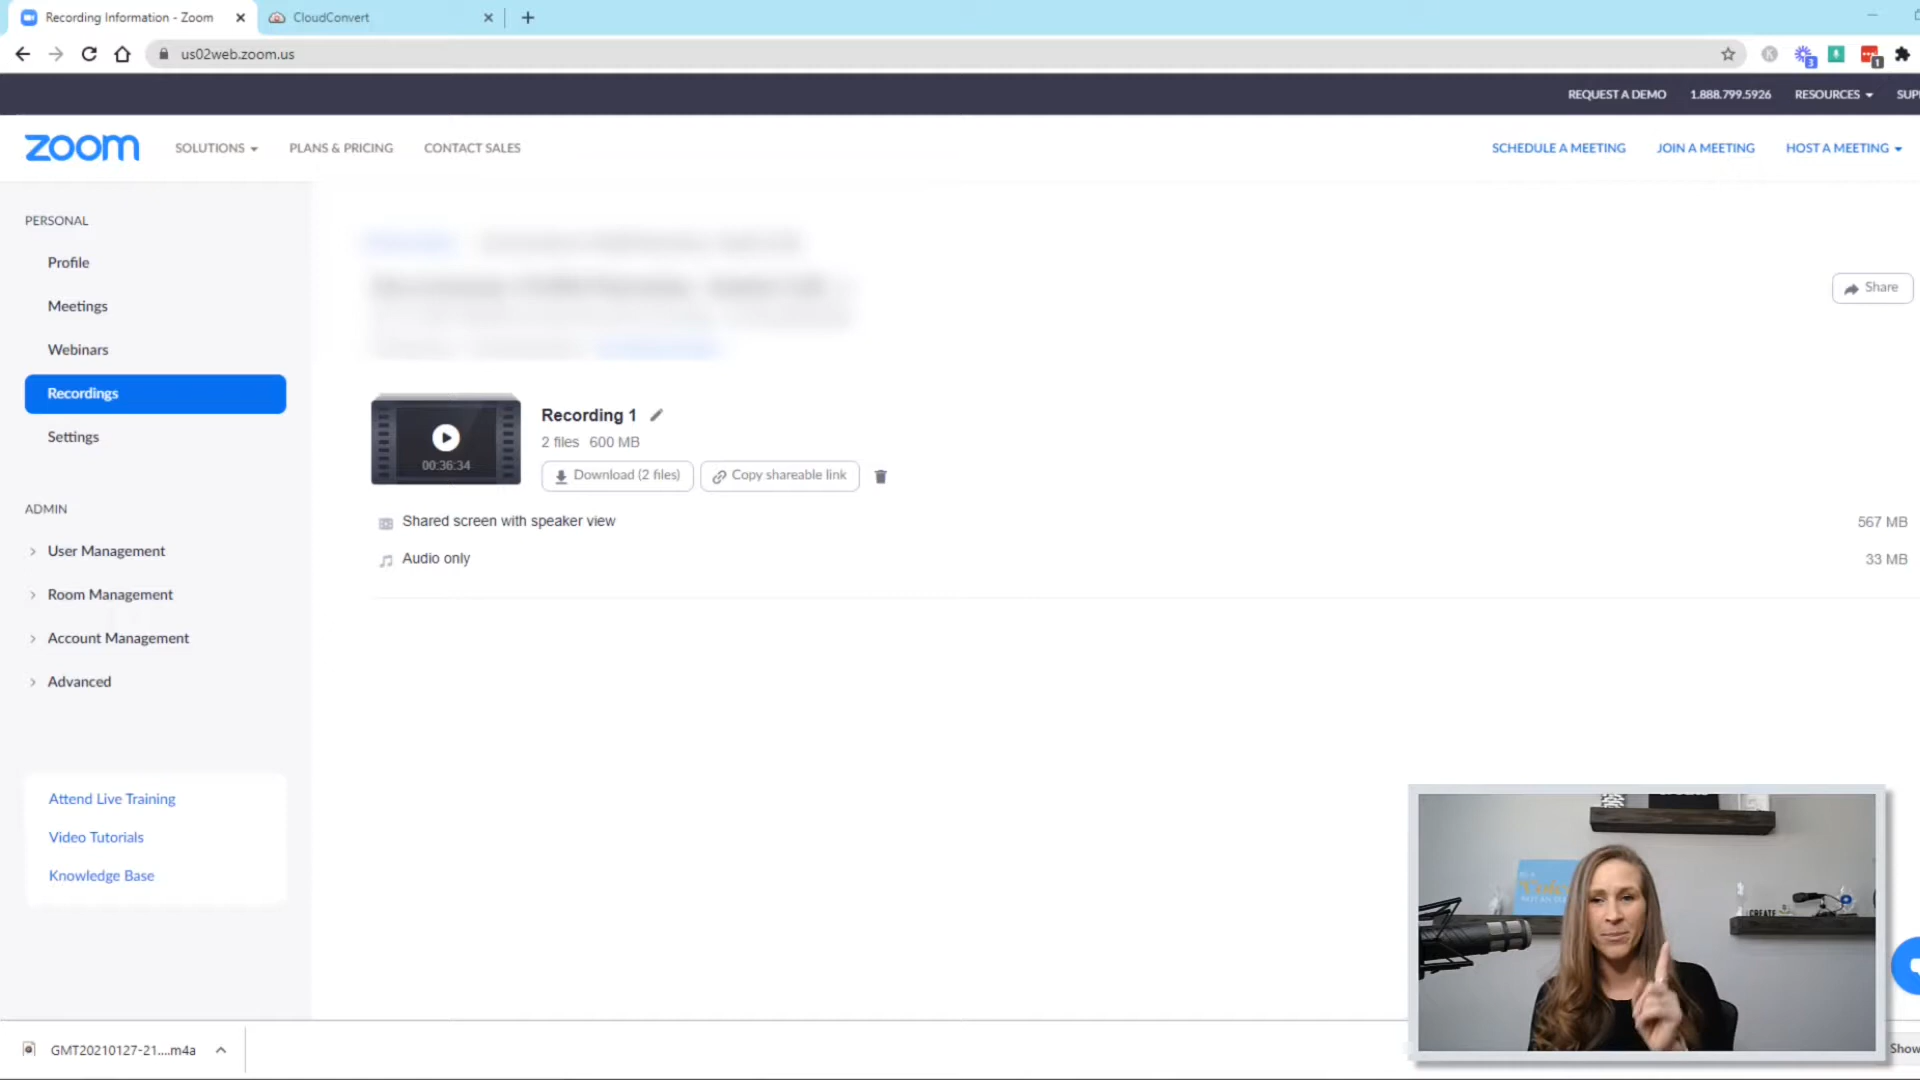 Recording Information - Zoom
CloudConvert
us02web.zoom.us
3
1
REQUEST A DEMO 1.888.799.5926 RESOURCES SUP
zoom SOLUTIONS PLANS & PRICING CONTACT SALES SCHEDULE A MEETING JOIN A MEETING HOST A MEETING
PERSONAL
Profile
Meetings
Webinars
Recordings
Settings
ADMIN
User Management
Room Management
Account Management
Advanced
Attend Live Training
Video Tutorials
Knowledge Base
Share
00:36:34
Recording 1
2 files 600 MB
Download (2 files) Copy shareable link
Shared screen with speaker view 567 MB
Audio only 33 MB
CREATE
GMT20210127-21....m4a
Show